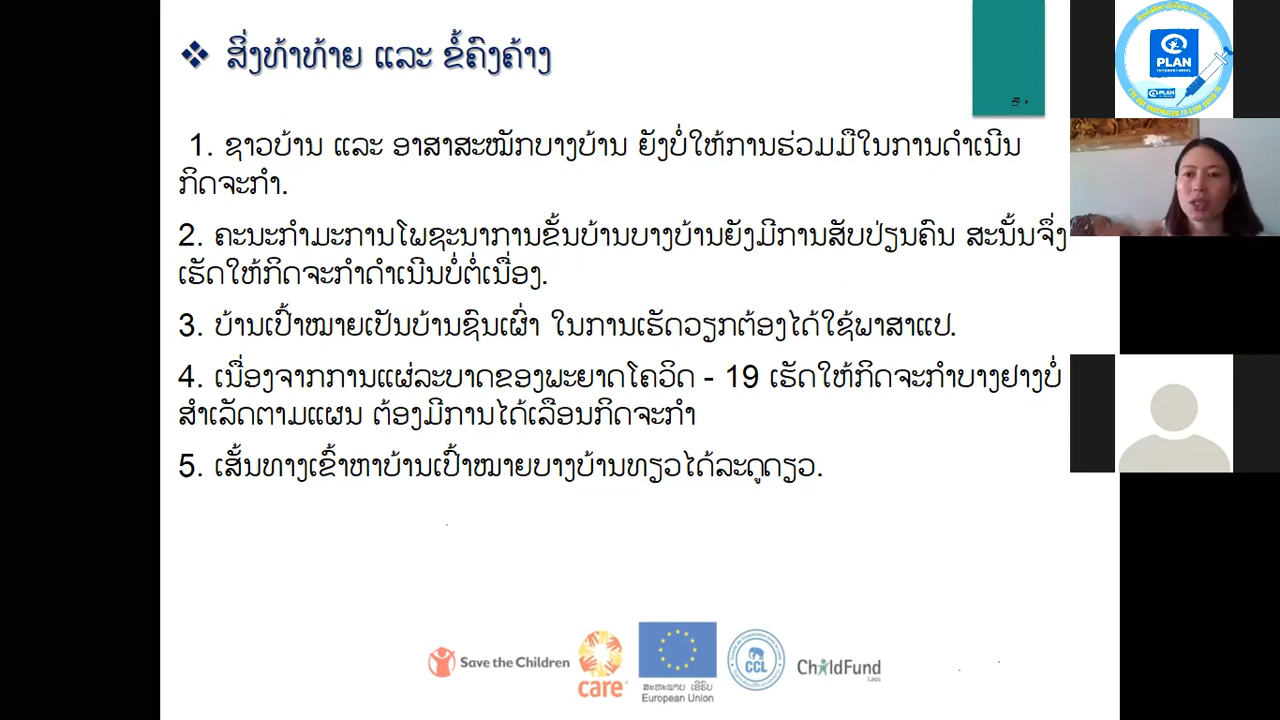 ❖ ສິ່ງທ້າທ້າຍ ແລະ ຂໍ້ຄົງຄ້າງ
1. ຊາວບ້ານ ແລະ ອາສາສະໝັກບາງບ້ານ ຍັງບໍ່ໃຫ້ການຮ່ວມມືໃນການດຳເນີນ
ກິດຈະກຳ.
2. ຄະນະກຳມະການໂພຊະນາການຂັ້ນບ້ານບາງບ້ານຍັງມີການສັບປ່ຽນຄົນ ສະນັ້ນຈຶ່ງ
ເຮັດໃຫ້ກິດຈະກຳດຳເນີນບໍ່ຕໍ່ເນື່ອງ.
3. ບ້ານເປົ້າໝາຍເປັນບ້ານຊົນເຜົ່າ ໃນການເຮັດວຽກຕ້ອງໄດ້ໃຊ້ພາສາແປ.
4. ເນື່ອງຈາກການແຜ່ລະບາດຂອງພະຍາດໂຄວິດ - 19 ເຮັດໃຫ້ກິດຈະກຳບາງຢາງບໍ່
ສຳເລັດຕາມແຜນ ຕ້ອງມີການໄດ້ເລືອນກິດຈະກຳ
5. ເສັ້ນທາງເຂົ້າຫາບ້ານເປົ້າໝາຍບາງບ້ານທຽວໄດ້ລະດູດຽວ.
PLAN
INTERNATIONAL
PLAN
Save the Children
care
ສະຫະພາບ ເອີຣົບ
European Union
CCL
ChildFund
Laos